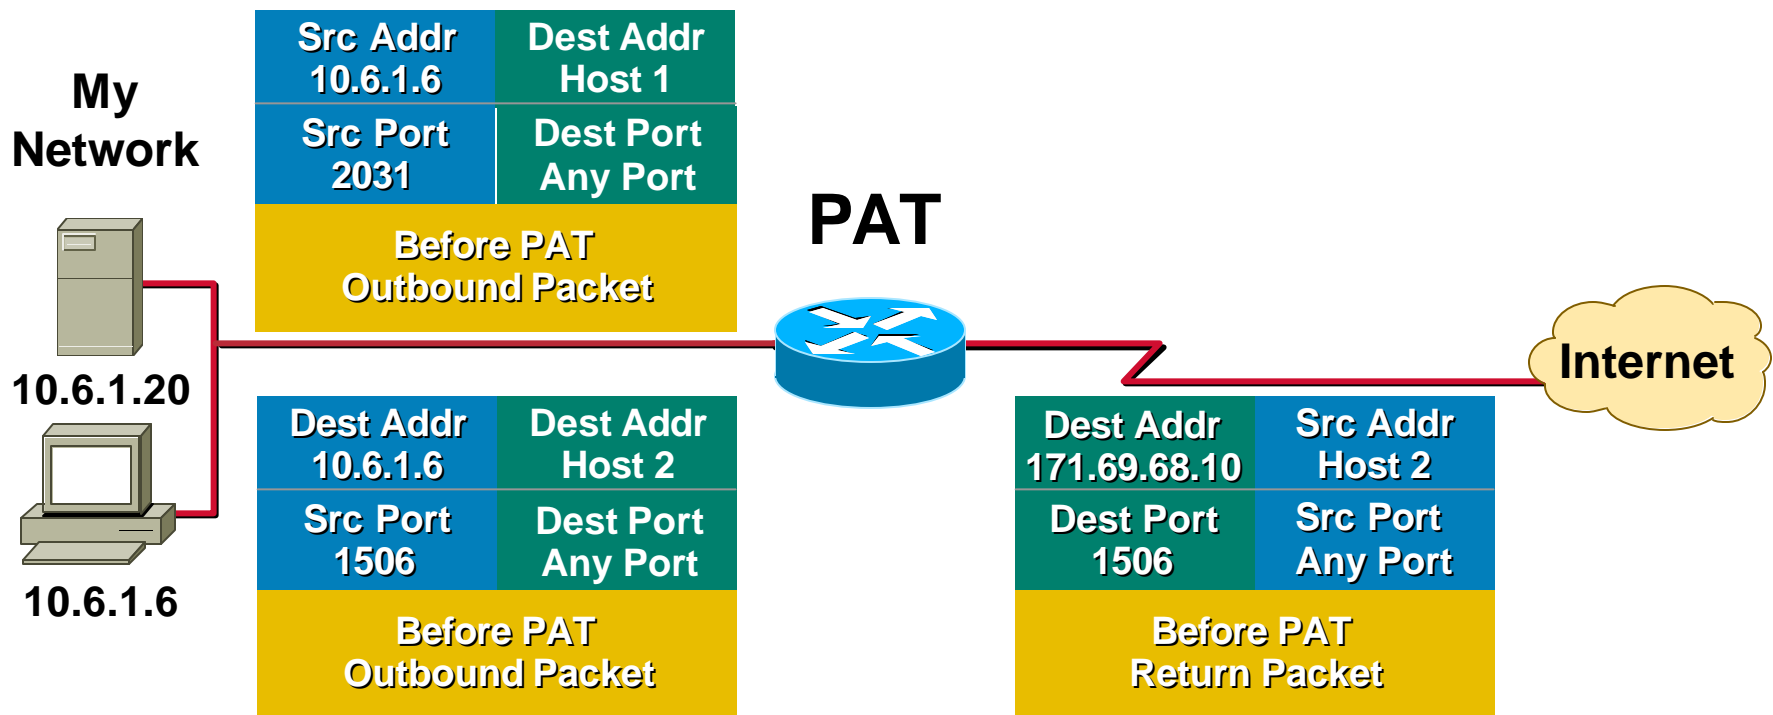 My
Network
Src Addr
10.6.1.6
Dest Addr
Host 1
Src Port
2031
Dest Port
Any Port
Before PAT
Outbound Packet
PAT
Internet
10.6.1.20
10.6.1.6
Dest Addr
10.6.1.6
Dest Addr
Host 2
Src Port
1506
Dest Port
Any Port
Before PAT
Outbound Packet
Dest Addr
171.69.68.10
Src Addr
Host 2
Dest Port
1506
Src Port
Any Port
Before PAT
Return Packet